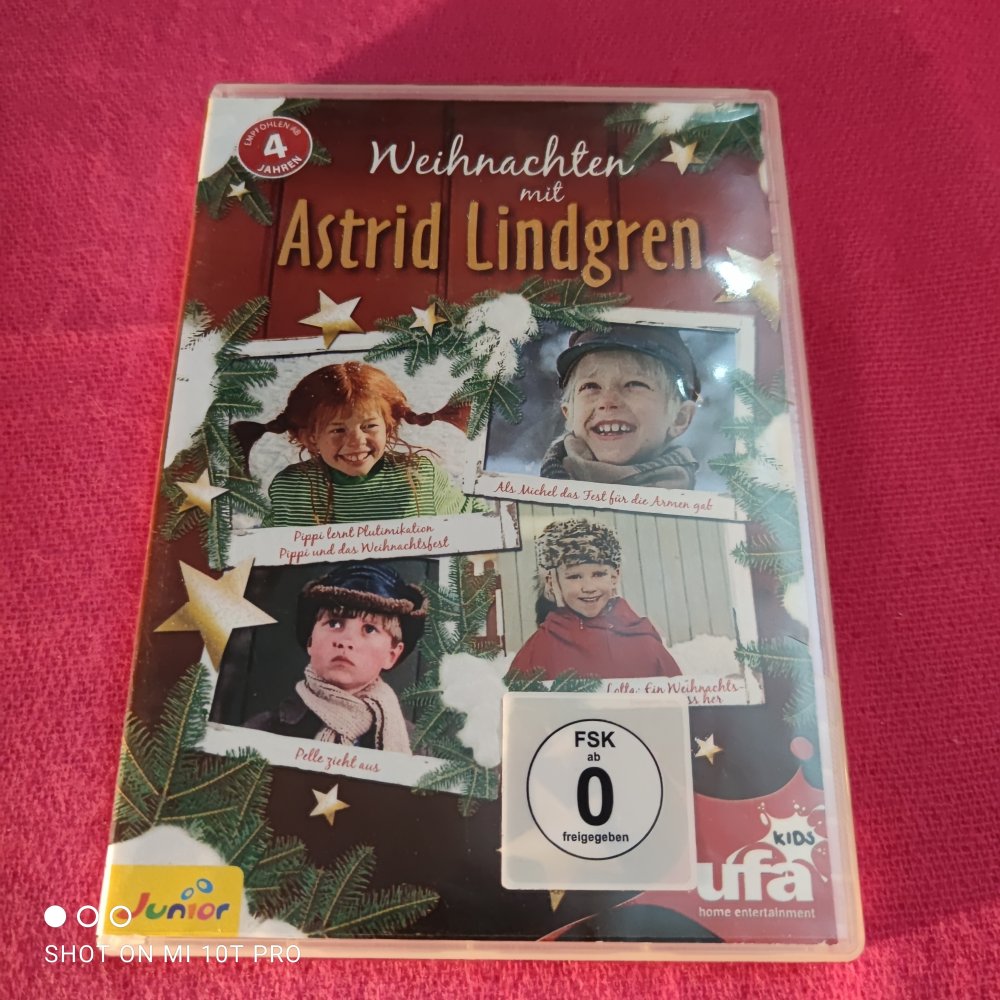 EMPFOHLEN AB
4
JAHREN
Weihnachten
mit
Astrid Lindgren
Als Michel das Fest für die Armen gab
Pippi lernt Plutimikation
Pippi und das Weihnachtsfest
Lotta: Ein Weihnachts-
her
Pelle zieht aus
FSK
ab
0
freigegeben
KIDS
ufa
home entertainment
Junior
SHOT ON MI 10T PRO